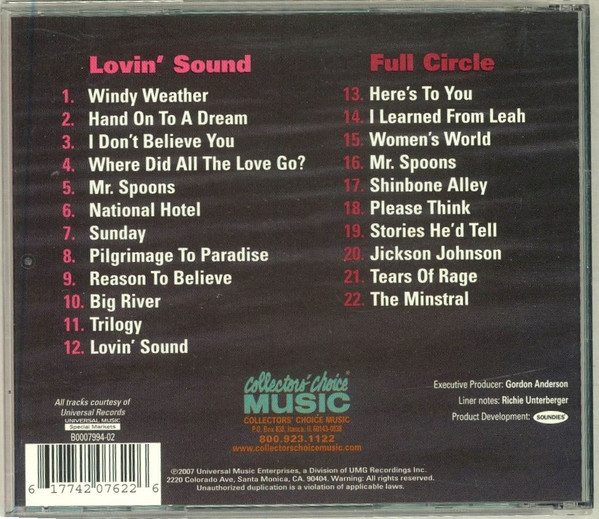 Lovin' Sound
1. Windy Weather
2. Hand On To A Dream
3. I Don't Believe You
4. Where Did All The Love Go?
5. Mr. Spoons
6. National Hotel
7. Sunday
8. Pilgrimage To Paradise
9. Reason To Believe
10. Big River
11. Trilogy
12. Lovin' Sound
Full Circle
13. Here's To You
14. I Learned From Leah
15. Women's World
16. Mr. Spoons
17. Shinbone Alley
18. Please Think
19. Stories He'd Tell
20. Jickson Johnson
21. Tears Of Rage
22. The Minstral
All tracks courtesy of
Universal Records
UNIVERSAL MUSIC
Special Markets
B0007994-02
6 17742 07622 6
Collectors' Choice
MUSIC
COLLECTORS' CHOICE MUSIC
P.O. Box 838, Itasca, IL 60143-0838
800.923.1122
www.collectorschoicemusic.com
Executive Producer: Gordon Anderson
Liner notes: Richie Unterberger
Product Development: SOUNDIES
℗©2007 Universal Music Enterprises, a Division of UMG Recordings Inc.
2220 Colorado Ave, Santa Monica, CA. 90404. Warning: All rights reserved.
Unauthorized duplication is a violation of applicable laws.